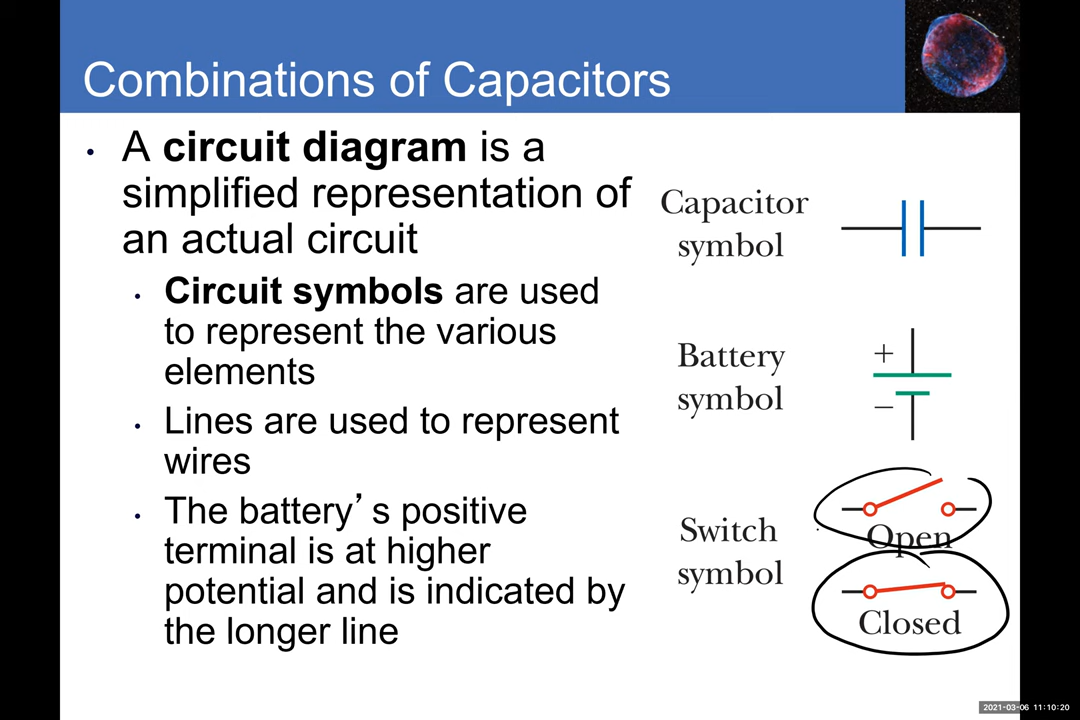 Combinations of Capacitors
• A circuit diagram is a
simplified representation of
an actual circuit
• Circuit symbols are used
to represent the various
elements
• Lines are used to represent
wires
• The battery’s positive
terminal is at higher
potential and is indicated by
the longer line
Capacitor
symbol
Battery
symbol
+
–
Switch
symbol
Open
Closed
2021-03-06 11:10:20